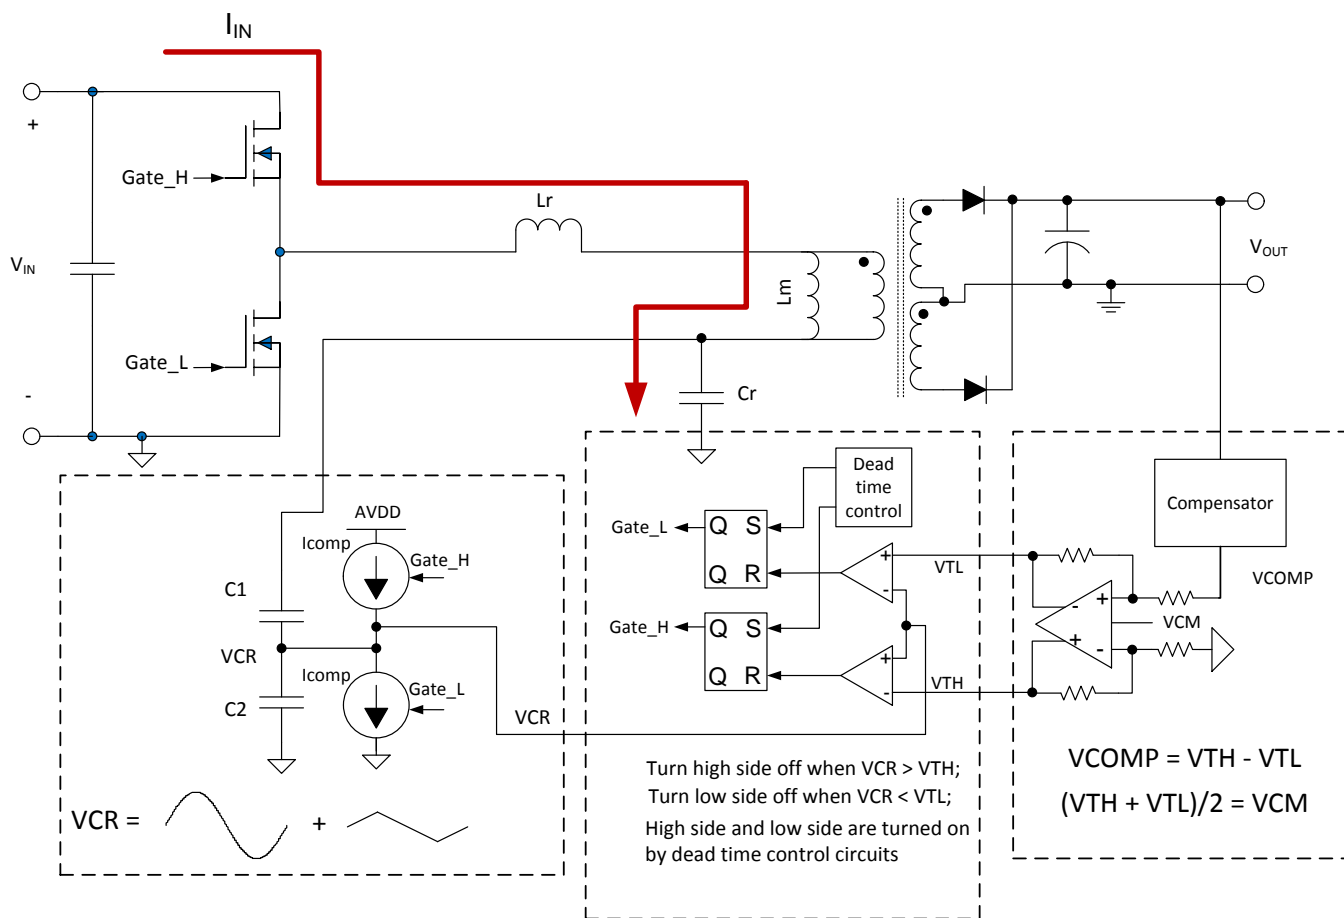 IIN
+
Gate_H
VIN
Gate_L
-
Lr
Lm
Cr
VOUT
AVDD
Icomp
Gate_H
C1
VCR
Icomp
Gate_L
C2
VCR
VCR =
+
Dead
time
control
Gate_L
Q
S
Q
R
+
-
VTL
Gate_H
Q
S
Q
R
+
-
VTH
Turn high side off when VCR > VTH;
Turn low side off when VCR < VTL;
High side and low side are turned on
by dead time control circuits
Compensator
VCOMP
-
+
VCM
+
-
VCOMP = VTH - VTL
(VTH + VTL)/2 = VCM